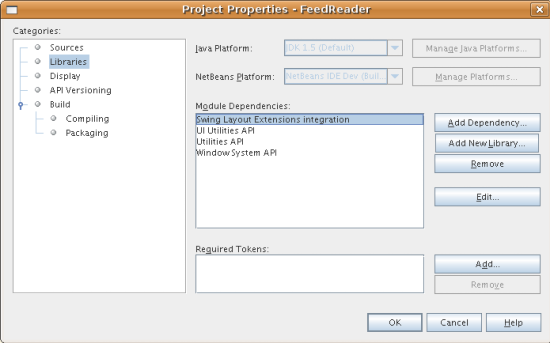 Project Properties - FeedReader
Categories:
Sources
Libraries
Display
API Versioning
Build
Compiling
Packaging
Java Platform:
JDK 1.5 (Default)
Manage Java Platforms...
NetBeans Platform:
NetBeans IDE Dev (Buil...
Manage Platforms...
Module Dependencies:
Swing Layout Extensions integration
UI Utilities API
Utilities API
Window System API
Add Dependency...
Add New Library...
Remove
Edit...
Required Tokens:
Add...
Remove
OK
Cancel
Help